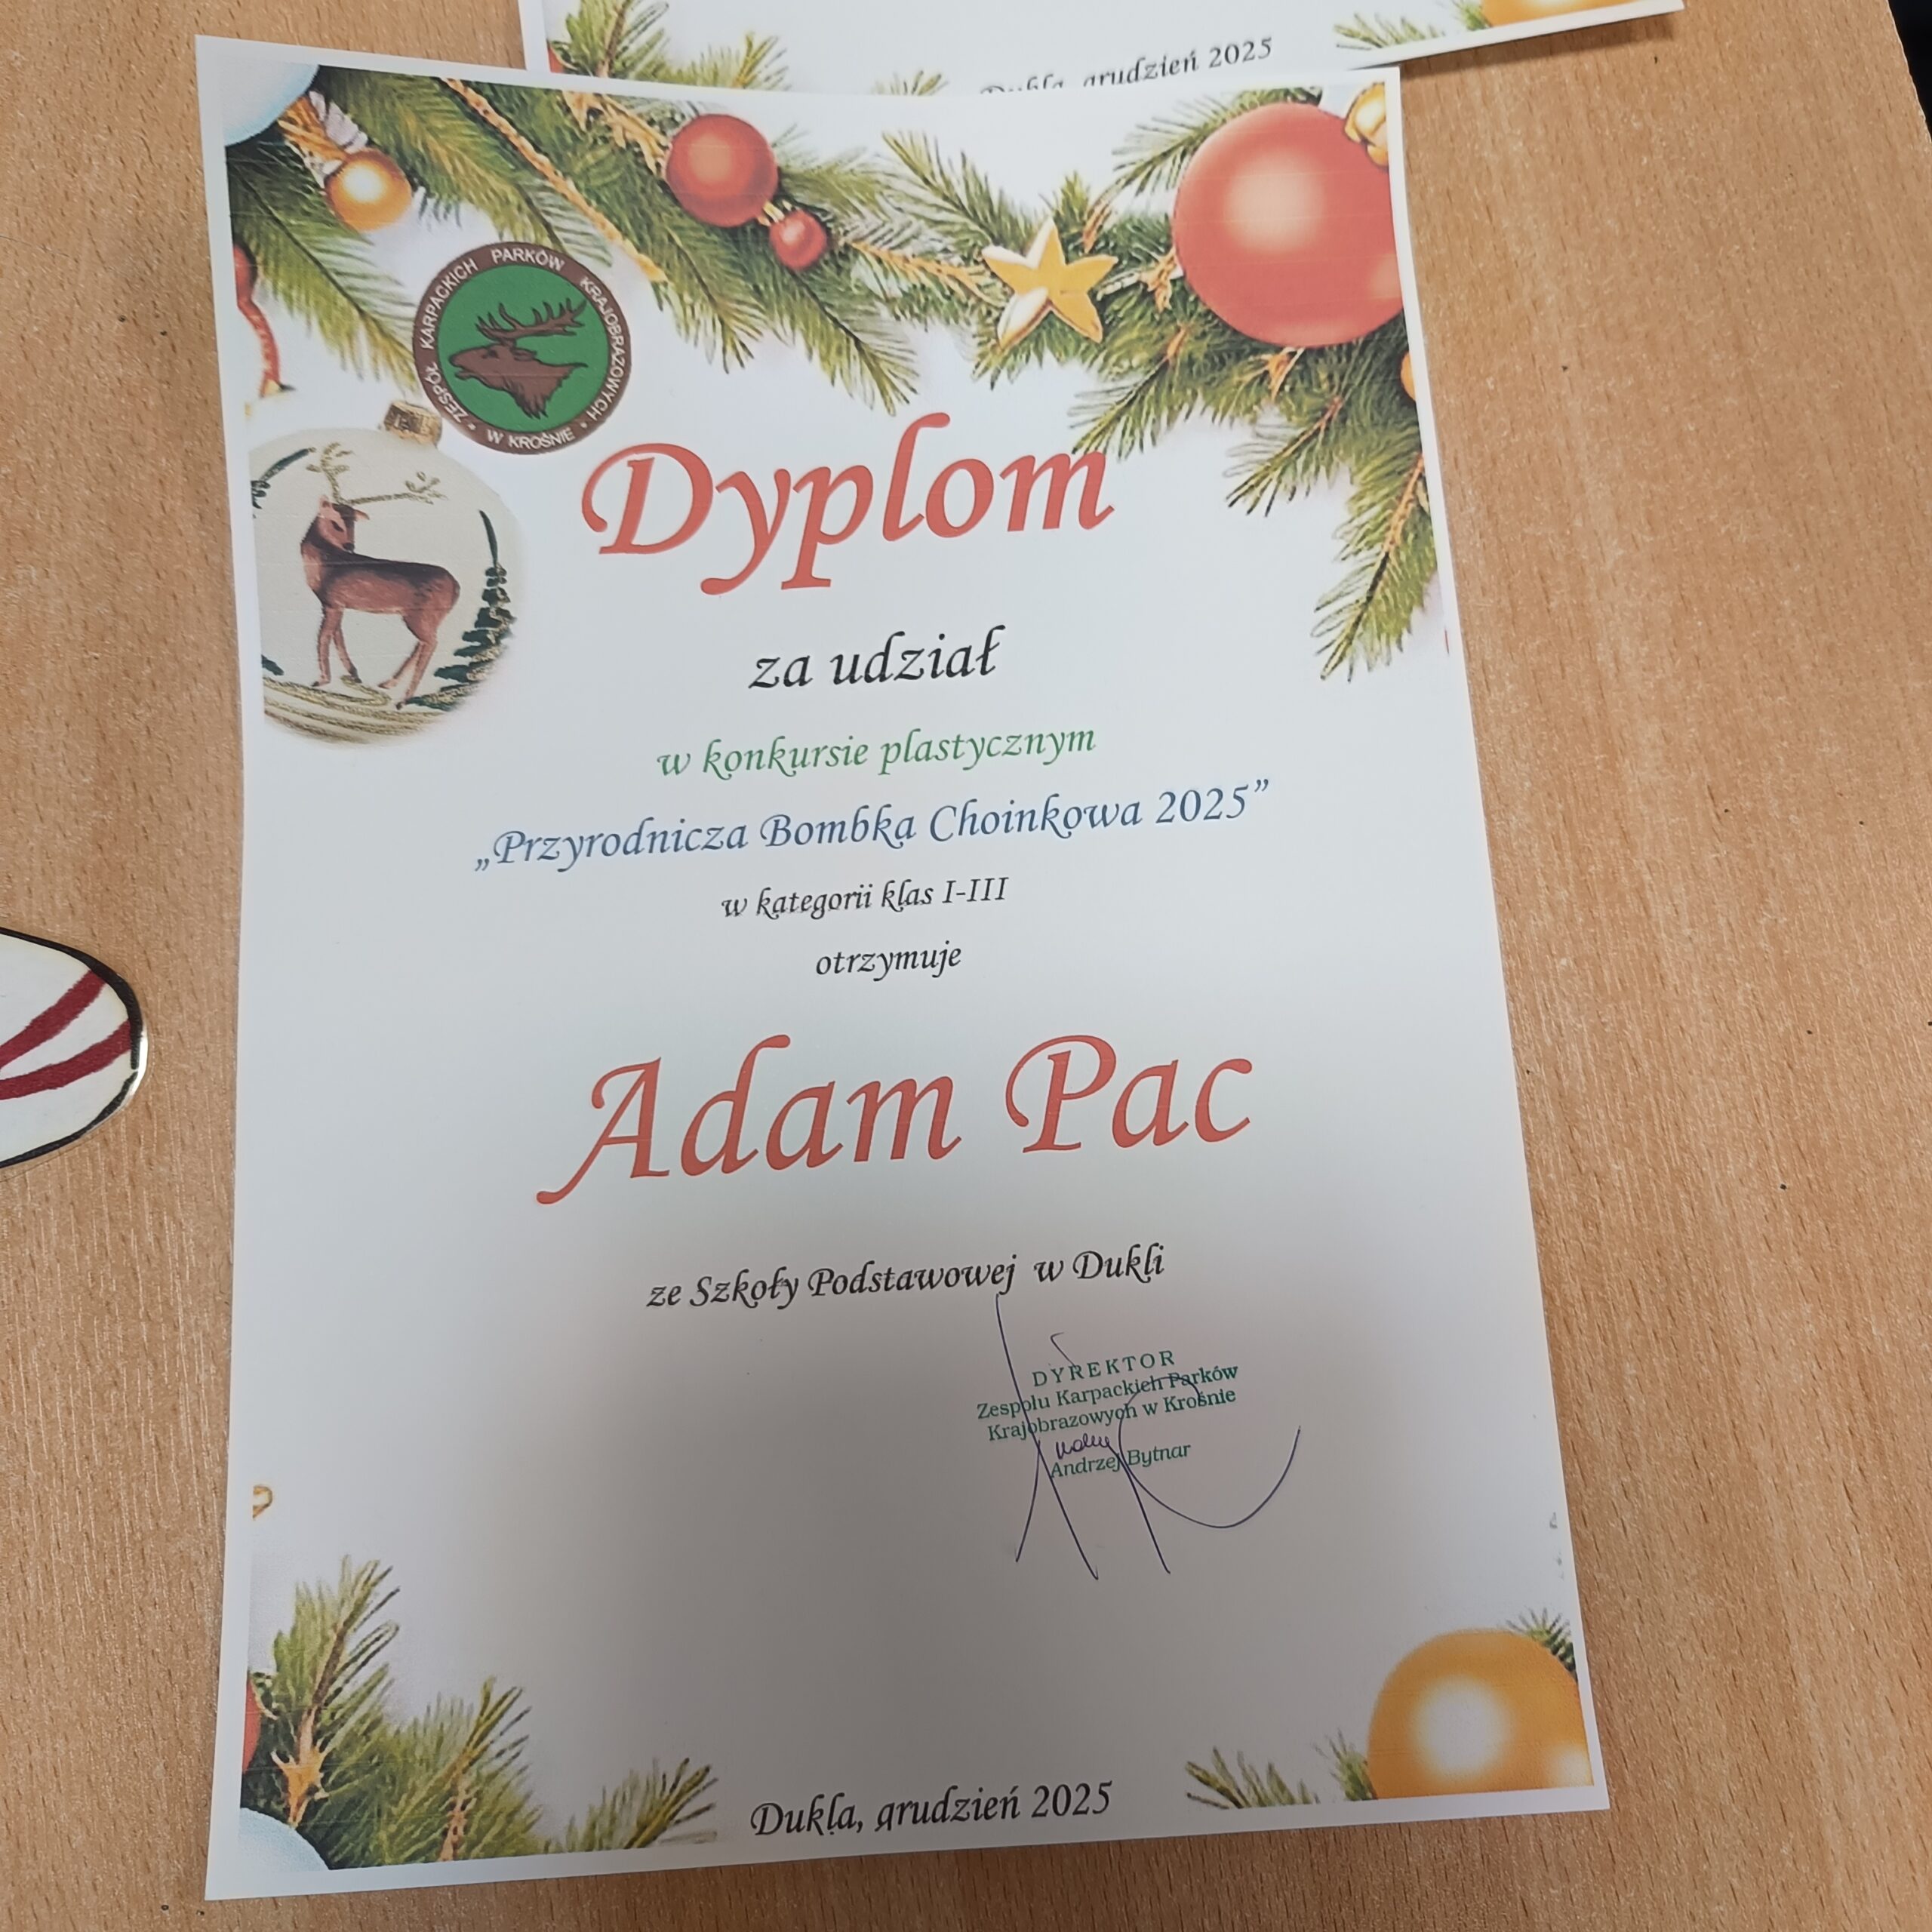 Dukla, grudzień 2025
ZESPÓŁ KARPACKICH PARKÓW KRAJOBRAZOWYCH
• W KROŚNIE •
Dyplom
za udział
w konkursie plastycznym
„Przyrodnicza Bombka Choinkowa 2025”
w kategorii klas I-III
otrzymuje
Adam Pac
ze Szkoły Podstawowej w Dukli
DYREKTOR
Zespołu Karpackich Parków
Krajobrazowych w Krośnie
Andrzej Bytnar
Dukla, grudzień 2025